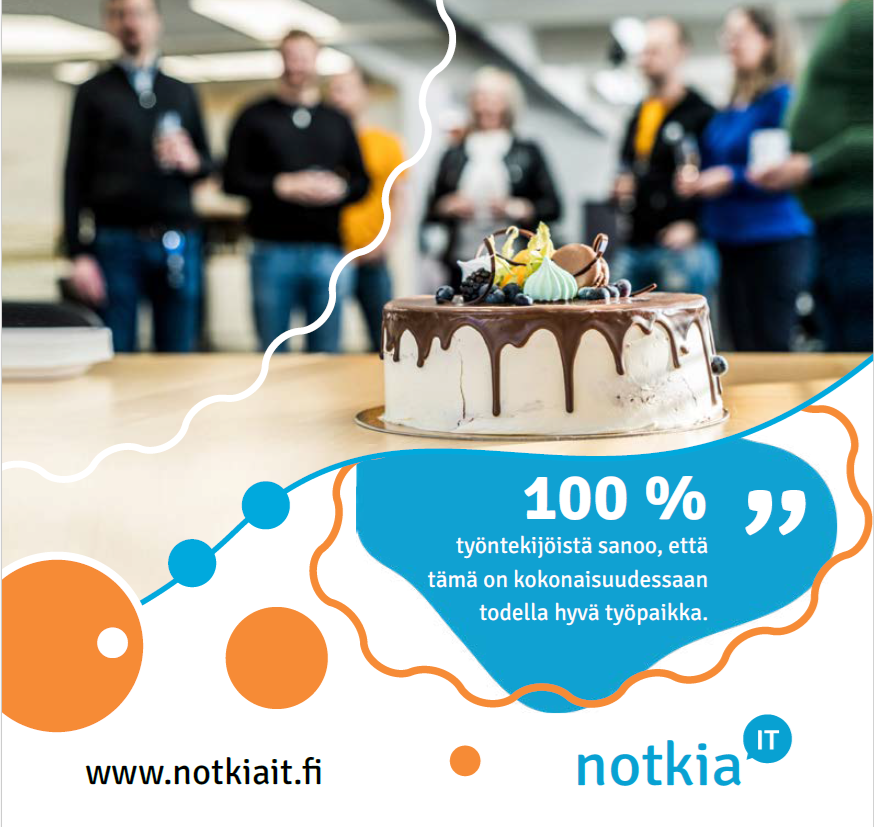 100 %
”
työntekijöistä sanoo, että
tämä on kokonaisuudessaan
todella hyvä työpaikka.
www.notkiait.fi
notkia IT